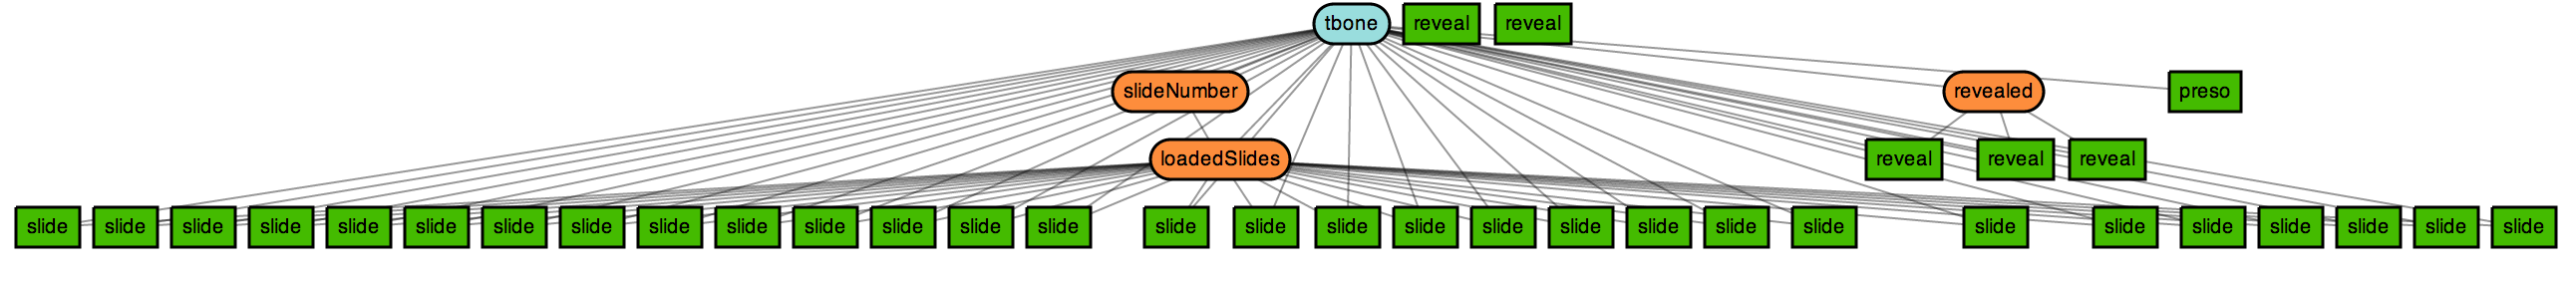 tbone reveal reveal
slideNumber revealed preso
loadedSlides reveal reveal reveal
slide slide slide slide slide slide slide slide slide slide slide slide slide slide slide slide slide slide slide slide slide slide slide slide slide slide slide slide slide slide